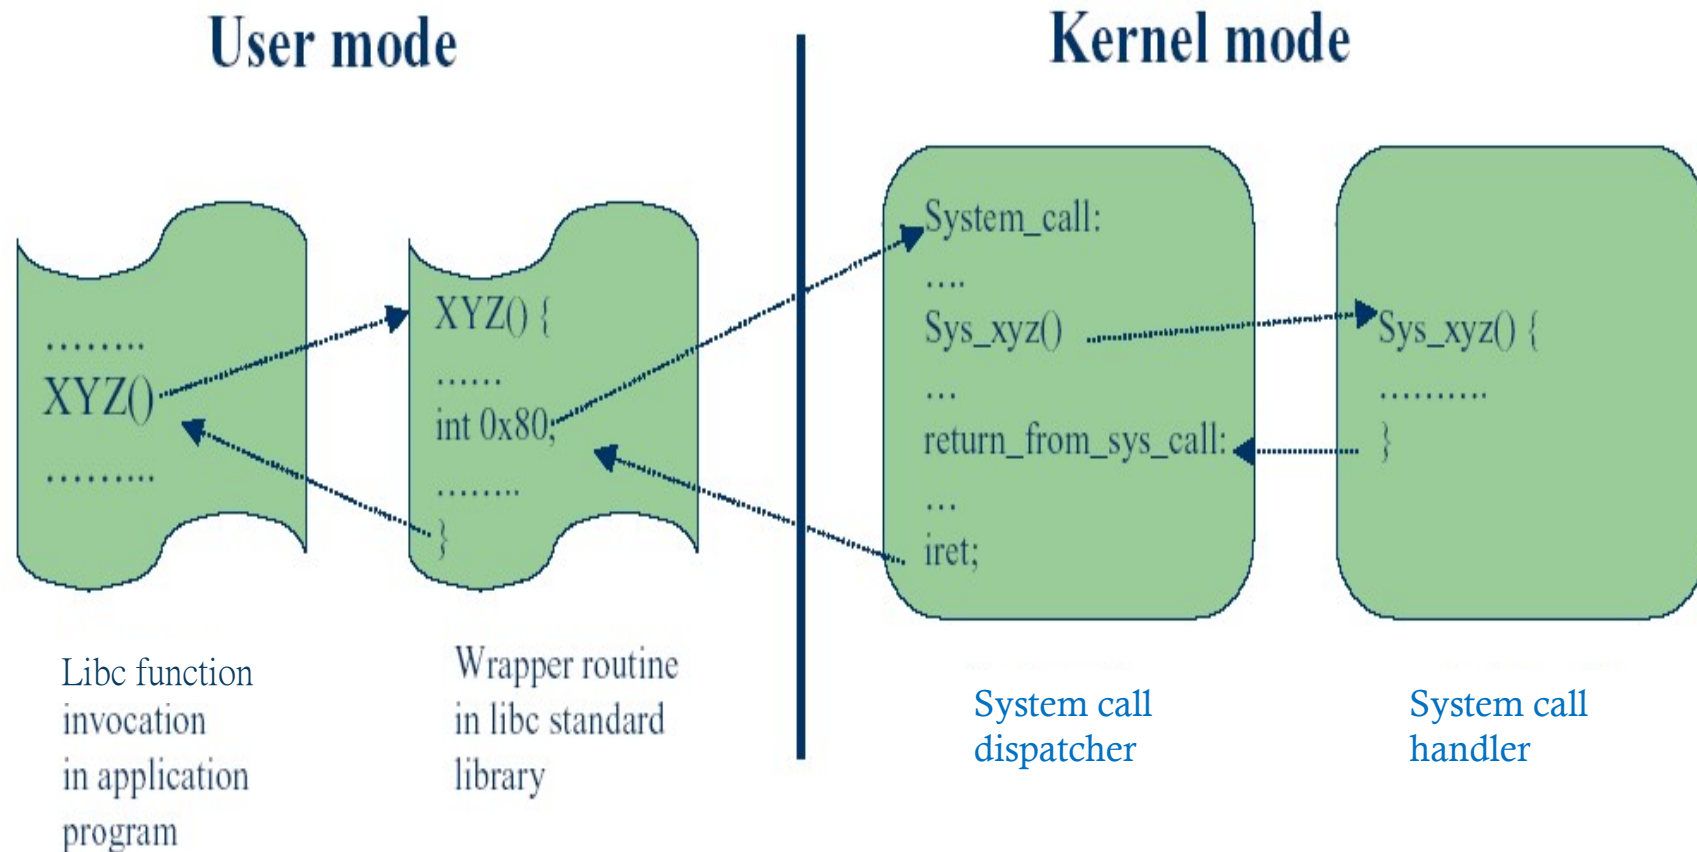 User mode
Kernel mode
........
XYZ()
.........
XYZ() {
......
int 0x80;
........
}
System_call:
....
Sys_xyz()
...
return_from_sys_call:
...
iret;
Sys_xyz() {
..........
}
Libc function
invocation
in application
program
Wrapper routine
in libc standard
library
System call
dispatcher
System call
handler